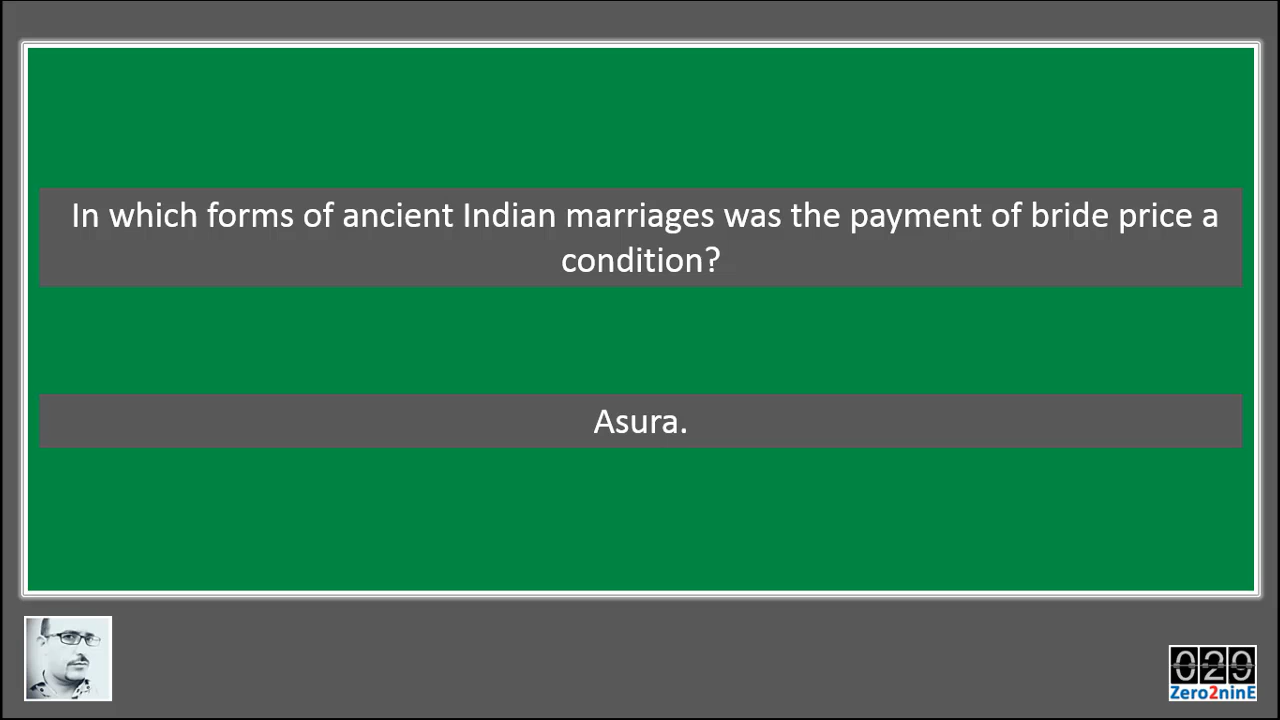 In which forms of ancient Indian marriages was the payment of bride price a
condition?
Asura.
029
Zero2ninE